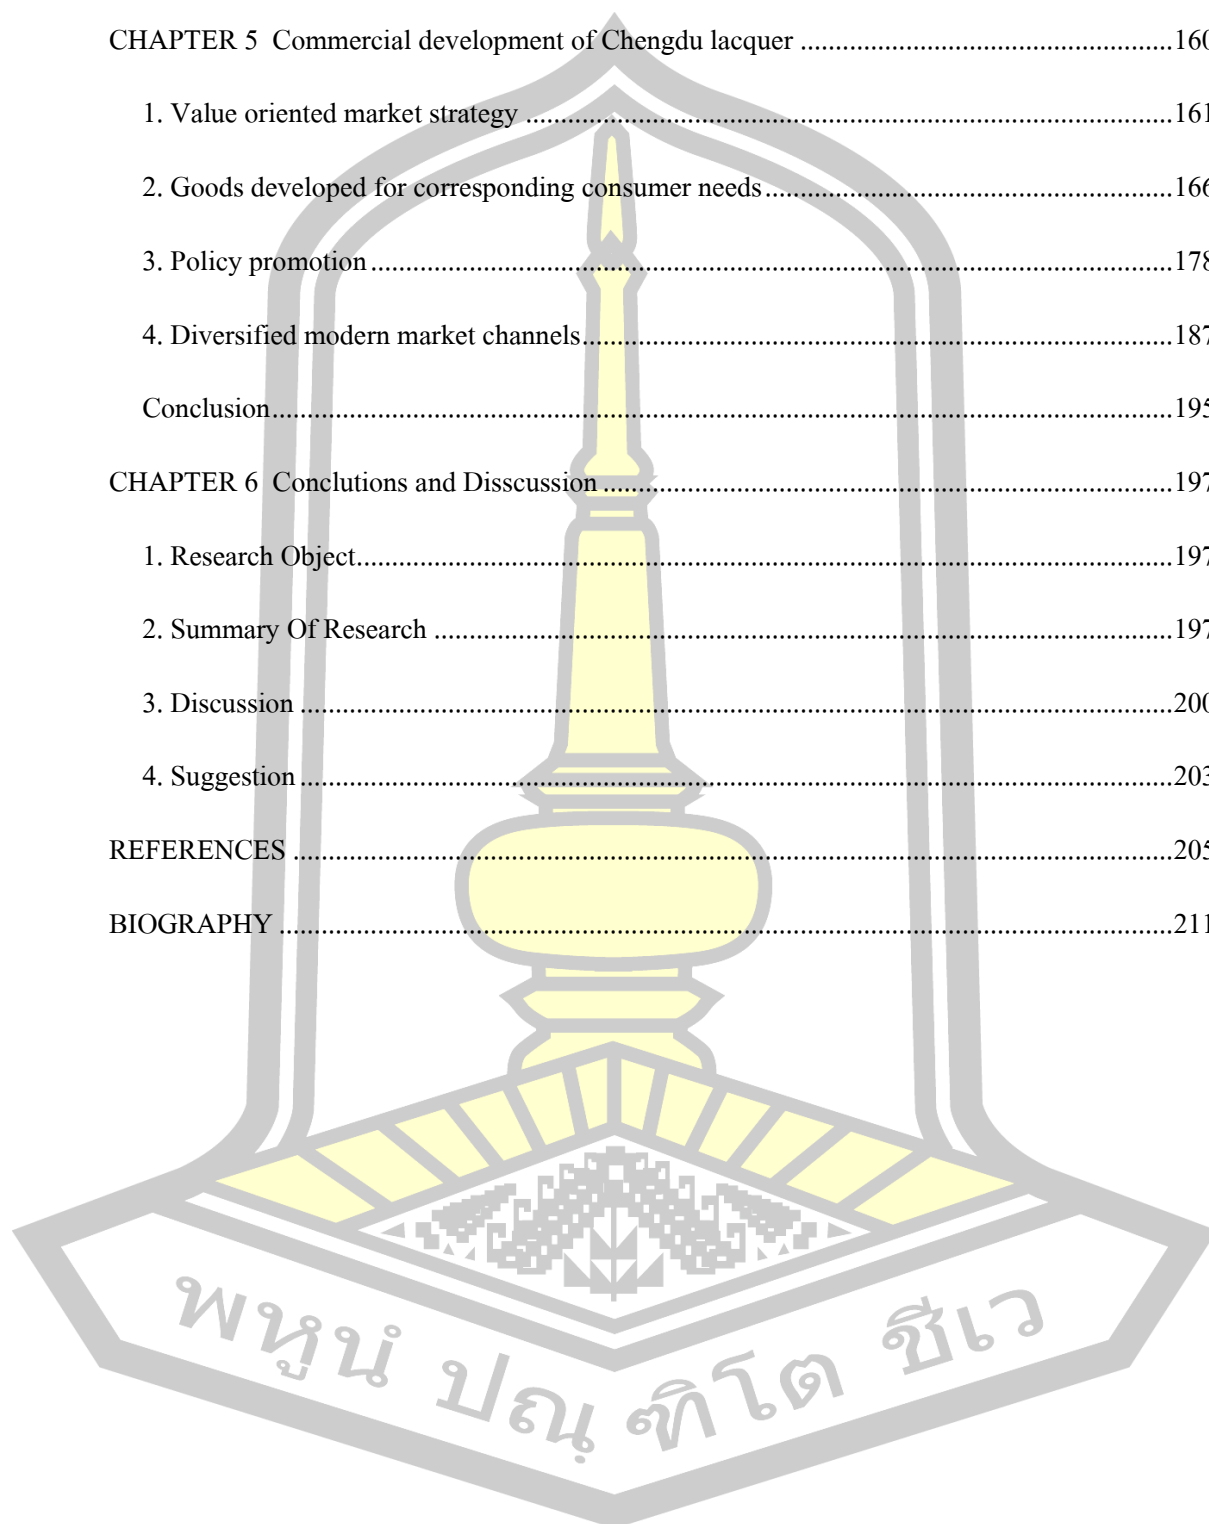 CHAPTER 5  Commercial development of Chengdu lacquer ..........160
1. Value oriented market strategy ..........161
2. Goods developed for corresponding consumer needs..........166
3. Policy promotion..........178
4. Diversified modern market channels..........187
Conclusion..........195
CHAPTER 6  Conclutions and Disscussion..........197
1. Research Object..........197
2. Summary Of Research ..........197
3. Discussion ..........200
4. Suggestion..........203
REFERENCES ..........205
BIOGRAPHY ..........211
พหูนํ ปณฺฑิโต ชีเว